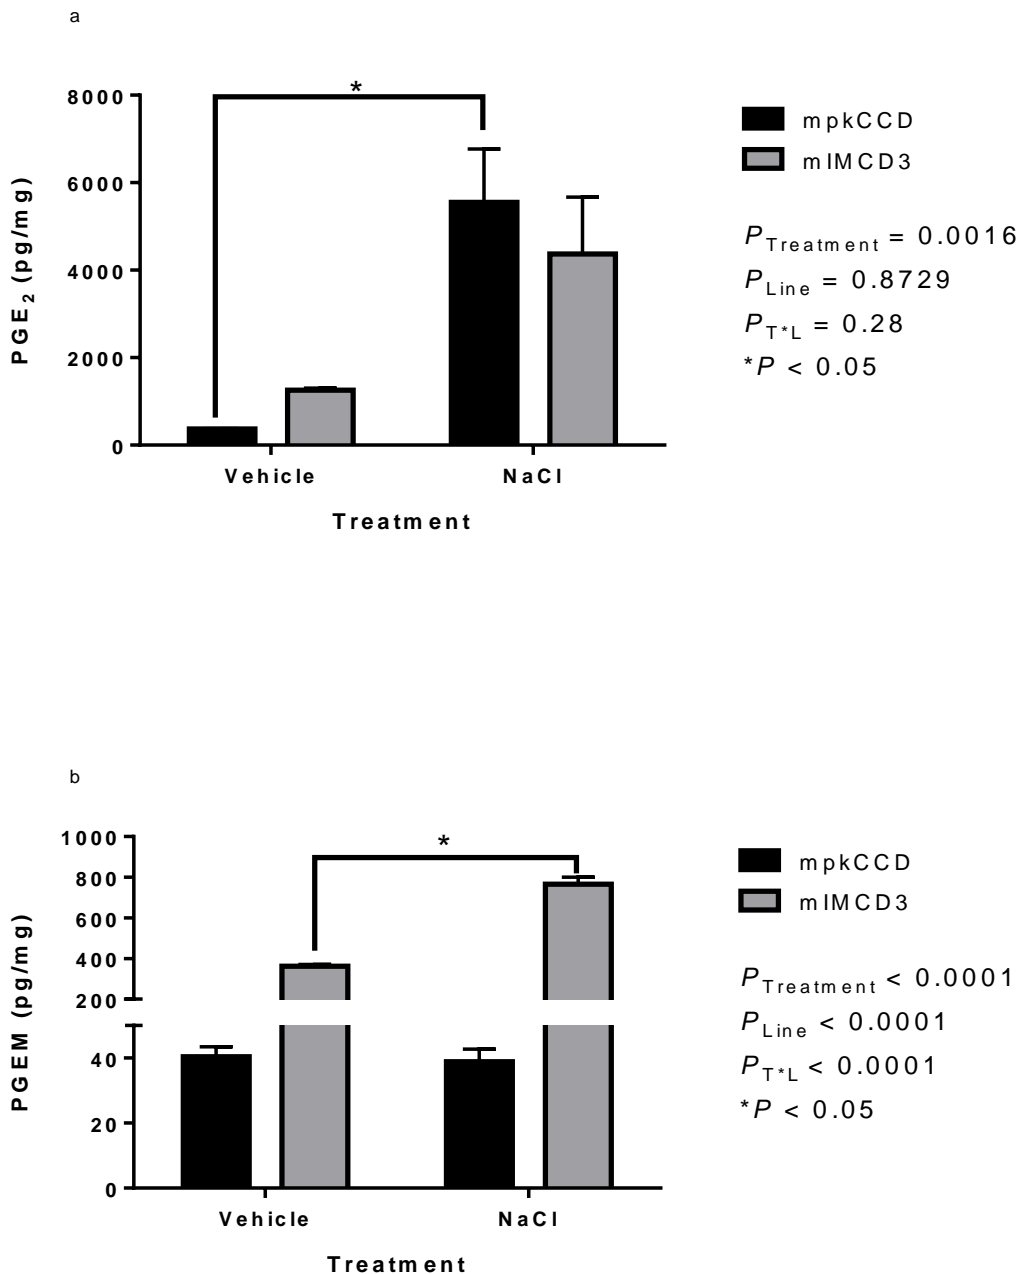 a
*
8000
6000
4000
2000
0
PGE2 (pg/mg)
Vehicle NaCl
Treatment
mpkCCD
mIMCD3
PTreatment = 0.0016
PLine = 0.8729
PT*L = 0.28
*P < 0.05
b
*
1000
800
600
400
200
40
20
0
PGEM (pg/mg)
Vehicle NaCl
Treatment
mpkCCD
mIMCD3
PTreatment < 0.0001
PLine < 0.0001
PT*L < 0.0001
*P < 0.05